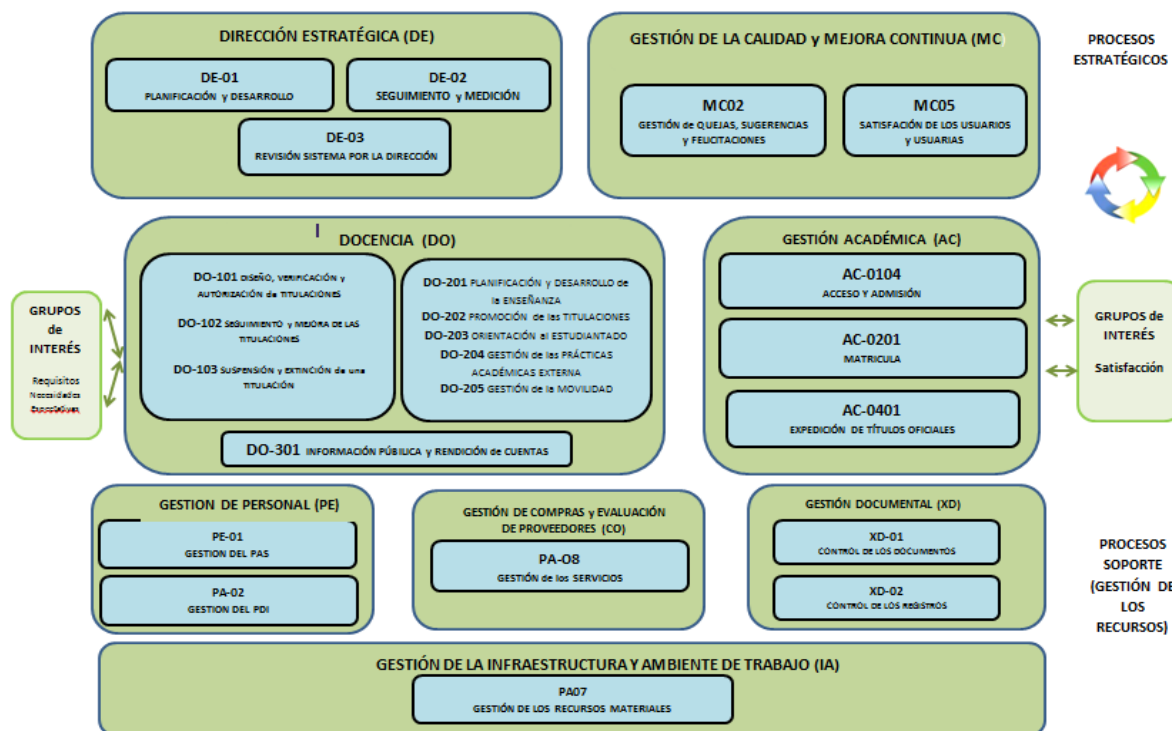 DIRECCIÓN ESTRATÉGICA (DE)
DE-01
PLANIFICACIÓN y DESARROLLO
DE-02
SEGUIMIENTO y MEDICIÓN
DE-03
REVISIÓN SISTEMA POR LA DIRECCIÓN
GESTIÓN DE LA CALIDAD y MEJORA CONTINUA (MC)
MC02
GESTIÓN de QUEJAS, SUGERENCIAS
y FELICITACIONES
MC05
SATISFACCIÓN DE LOS USUARIOS
y USUARIAS
PROCESOS
ESTRATÉGICOS
GRUPOS
de
INTERÉS
Requisitos
Necesidades
Expectativas
DOCENCIA (DO)
DO-101 DISEÑO, VERIFICACIÓN y
AUTORIZACIÓN de TITULACIONES
DO-102 SEGUIMIENTO y MEJORA DE LAS
TITULACIONES
DO-103 SUSPENSIÓN y EXTINCIÓN de una
TITULACIÓN
DO-201 PLANIFICACIÓN y DESARROLLO de
la ENSEÑANZA
DO-202 PROMOCIÓN de las TITULACIONES
DO-203 ORIENTACIÓN al ESTUDIANTADO
DO-204 GESTIÓN de las PRÁCTICAS
ACADÉMICAS EXTERNA
DO-205 GESTIÓN de la MOVILIDAD
DO-301 INFORMACIÓN PÚBILICA y RENDICIÓN de CUENTAS
GESTIÓN ACADÉMICA (AC)
AC-0104
ACCESO Y ADMISIÓN
AC-0201
MATRICULA
AC-0401
EXPEDICIÓN DE TÍTULOS OFICIALES
GRUPOS de
INTERÉS
Satisfacción
GESTION DE PERSONAL (PE)
PE-01
GESTION DEL PAS
PA-02
GESTION DEL PDI
GESTIÓN DE COMPRAS y EVALUACIÓN
DE PROVEEDORES (CO)
PA-O8
GESTIÓN de los SERVICIOS
GESTIÓN DOCUMENTAL (XD)
XD-01
CONTROL DE LOS DOCUMENTOS
XD-02
CONTROL DE LOS REGISTROS
PROCESOS
SOPORTE
(GESTIÓN DE
LOS
RECURSOS)
GESTIÓN DE LA INFRAESTRUCTURA Y AMBIENTE DE TRABAJO (IA)
PA07
GESTIÓN DE LOS RECURSOS MATERIALES